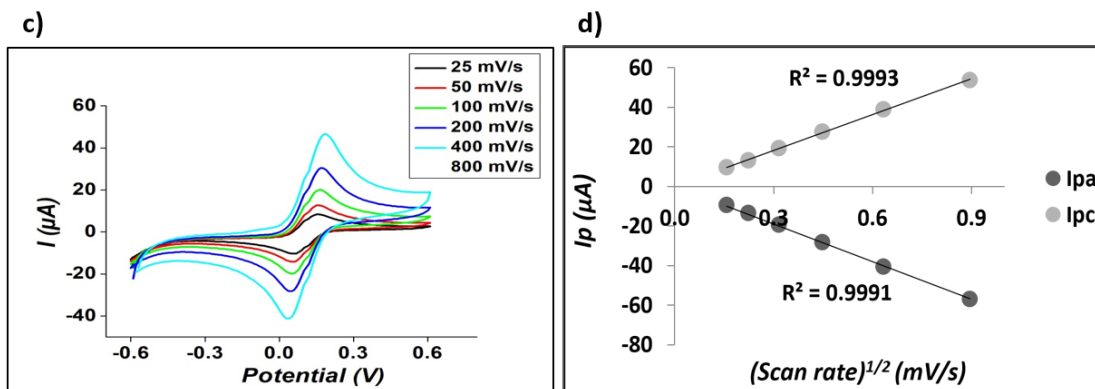 c)
25 mV/s
50 mV/s
100 mV/s
200 mV/s
400 mV/s
800 mV/s
60
40
20
0
-20
-40
I (µA)
-0.6
-0.3
0.0
0.3
0.6
Potential (V)
d)
60
40
20
0
-20
-40
-60
-80
Ip (µA)
0.0
0.3
0.6
0.9
R² = 0.9993
R² = 0.9991
Ipa
Ipc
(Scan rate)^1/2 (mV/s)